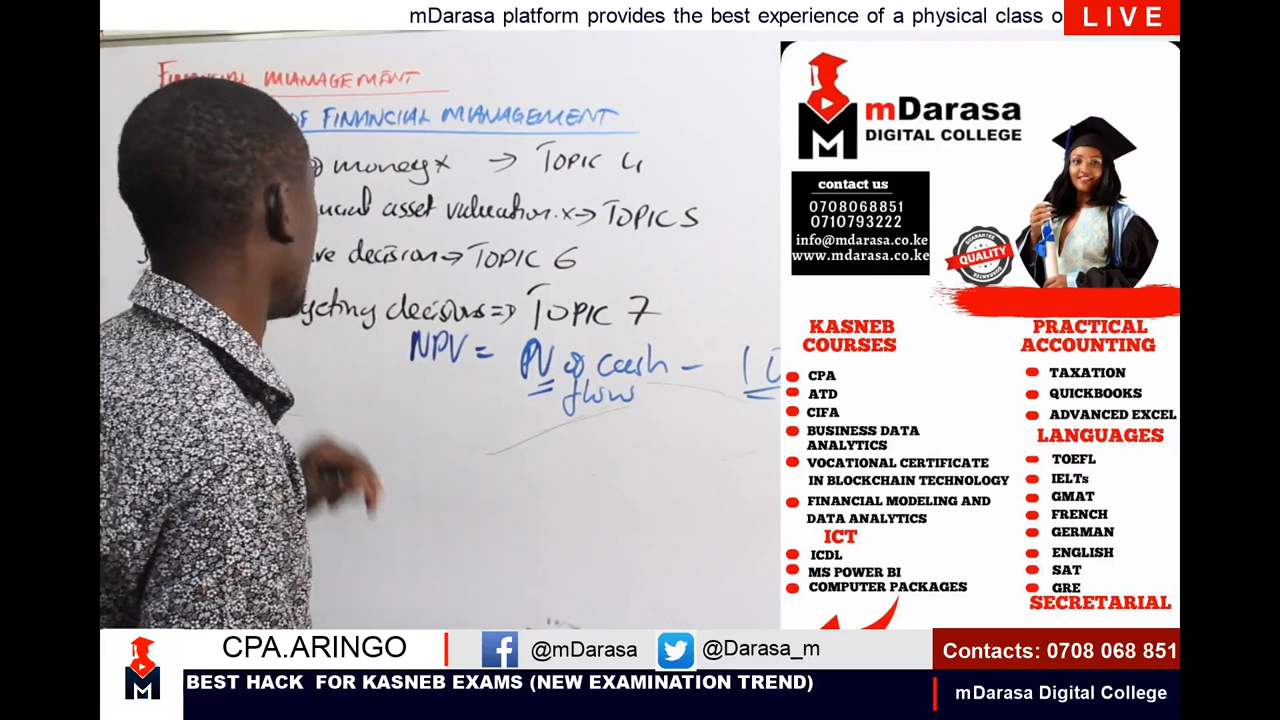 mDarasa platform provides the best experience of a physical class o
LIVE
FINANCIAL MANAGEMENT
OF FINANCIAL MANAGEMENT
of money x → TOPIC 4
asset valuation. x → TOPIC 5
decision → TOPIC 6
decisions => TOPIC 7
NPV = PV of cash - 
flows
mDarasa
DIGITAL COLLEGE
contact us
0708068851
0710793222
info@mdarasa.co.ke
www.mdarasa.co.ke
GUARANTEE
QUALITY
KASNEB
COURSES
CPA
ATD
CIFA
BUSINESS DATA
ANALYTICS
VOCATIONAL CERTIFICATE
IN BLOCKCHAIN TECHNOLOGY
FINANCIAL MODELING AND
DATA ANALYTICS
ICT
ICDL
MS POWER BI
COMPUTER PACKAGES
PRACTICAL
ACCOUNTING
TAXATION
QUICKBOOKS
ADVANCED EXCEL
LANGUAGES
TOEFL
IELTs
GMAT
FRENCH
GERMAN
ENGLISH
SAT
GRE
SECRETARIAL
CPA.ARINGO
@mDarasa
@Darasa_m
Contacts: 0708 068 851
BEST HACK FOR KASNEB EXAMS (NEW EXAMINATION TREND)
mDarasa Digital College